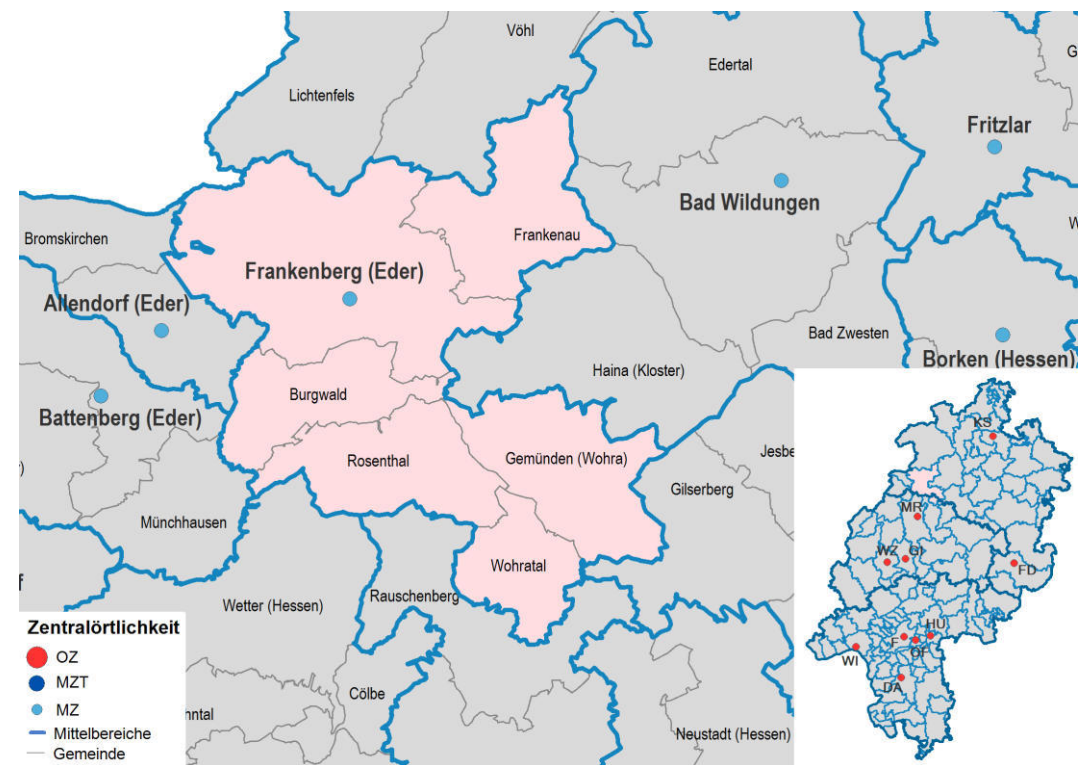 Vöhl
Edertal
G
Lichtenfels
Fritzlar
Bad Wildungen
W
Frankenau
Bromskirchen
Frankenberg (Eder)
Allendorf (Eder)
Bad Zwesten
Borken (Hessen)
Haina (Kloster)
Burgwald
Battenberg (Eder)
Rosenthal
Gemünden (Wohra)
Jesbe
)
Gilserberg
Münchhausen
Wohratal
f
Rauschenberg
Wetter (Hessen)
Cölbe
nntal
Neustadt (Hessen)
Zentralörtlichkeit
OZ
MZT
MZ
Mittelbereiche
Gemeinde
KS
MR
WZ
GI
FD
HU
F
OF
WI
DA